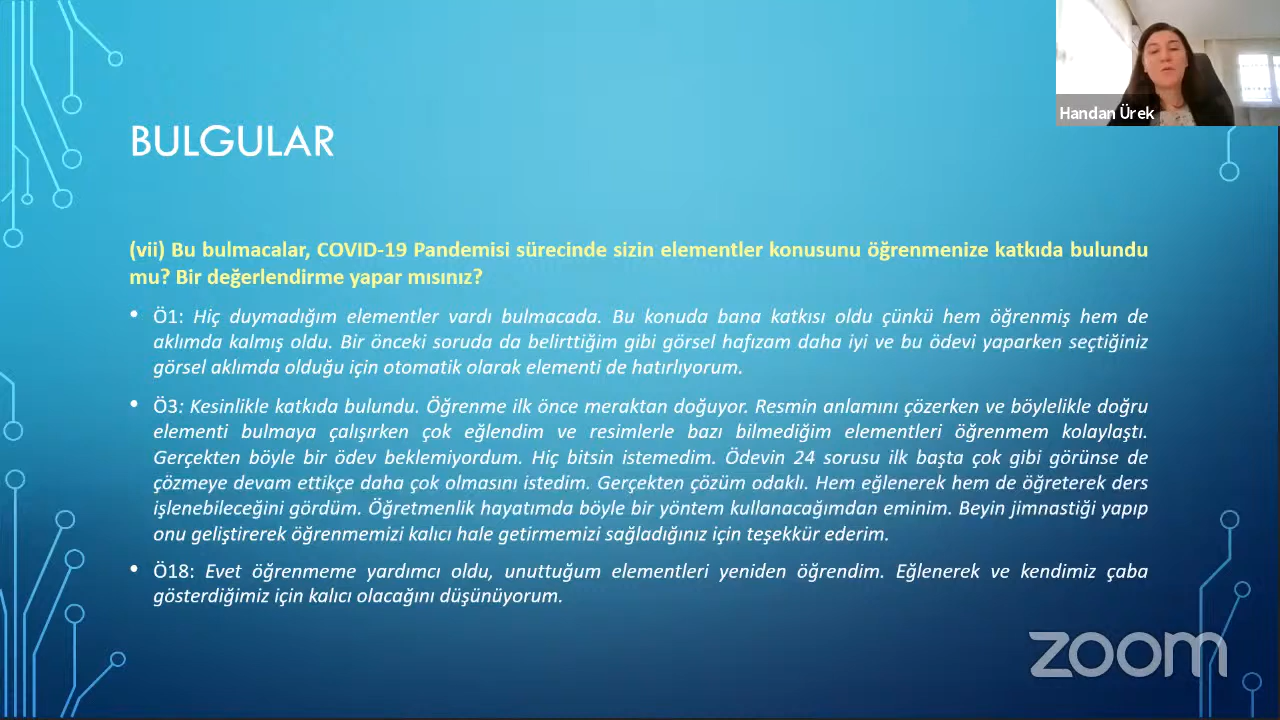 Handan Ürek
BULGULAR
(vii) Bu bulmacalar, COVID-19 Pandemisi sürecinde sizin elementler konusunu öğrenmenize katkıda bulundu
mu? Bir değerlendirme yapar mısınız?
• Ö1: Hiç duymadığım elementler vardı bulmacada. Bu konuda bana katkısı oldu çünkü hem öğrenmiş hem de
aklımda kalmış oldu. Bir önceki soruda da belirttiğim gibi görsel hafızam daha iyi ve bu ödevi yaparken seçtiğiniz
görsel aklımda olduğu için otomatik olarak elementi de hatırlıyorum.
• Ö3: Kesinlikle katkıda bulundu. Öğrenme ilk önce meraktan doğuyor. Resmin anlamını çözerken ve böylelikle doğru
elementi bulmaya çalışırken çok eğlendim ve resimlerle bazı bilmediğim elementleri öğrenmem kolaylaştı.
Gerçekten böyle bir ödev beklemiyordum. Hiç bitsin istemedim. Ödevin 24 sorusu ilk başta çok gibi görünse de
çözmeye devam ettikçe daha çok olmasını istedim. Gerçekten çözüm odaklı. Hem eğlenerek hem de öğreterek ders
işlenebileceğini gördüm. Öğretmenlik hayatımda böyle bir yöntem kullanacağımdan eminim. Beyin jimnastiği yapıp
onu geliştirerek öğrenmemizi kalıcı hale getirmemizi sağladığınız için teşekkür ederim.
• Ö18: Evet öğrenmeme yardımcı oldu, unuttuğum elementleri yeniden öğrendim. Eğlenerek ve kendimiz çaba
gösterdiğimiz için kalıcı olacağını düşünüyorum.
zoom